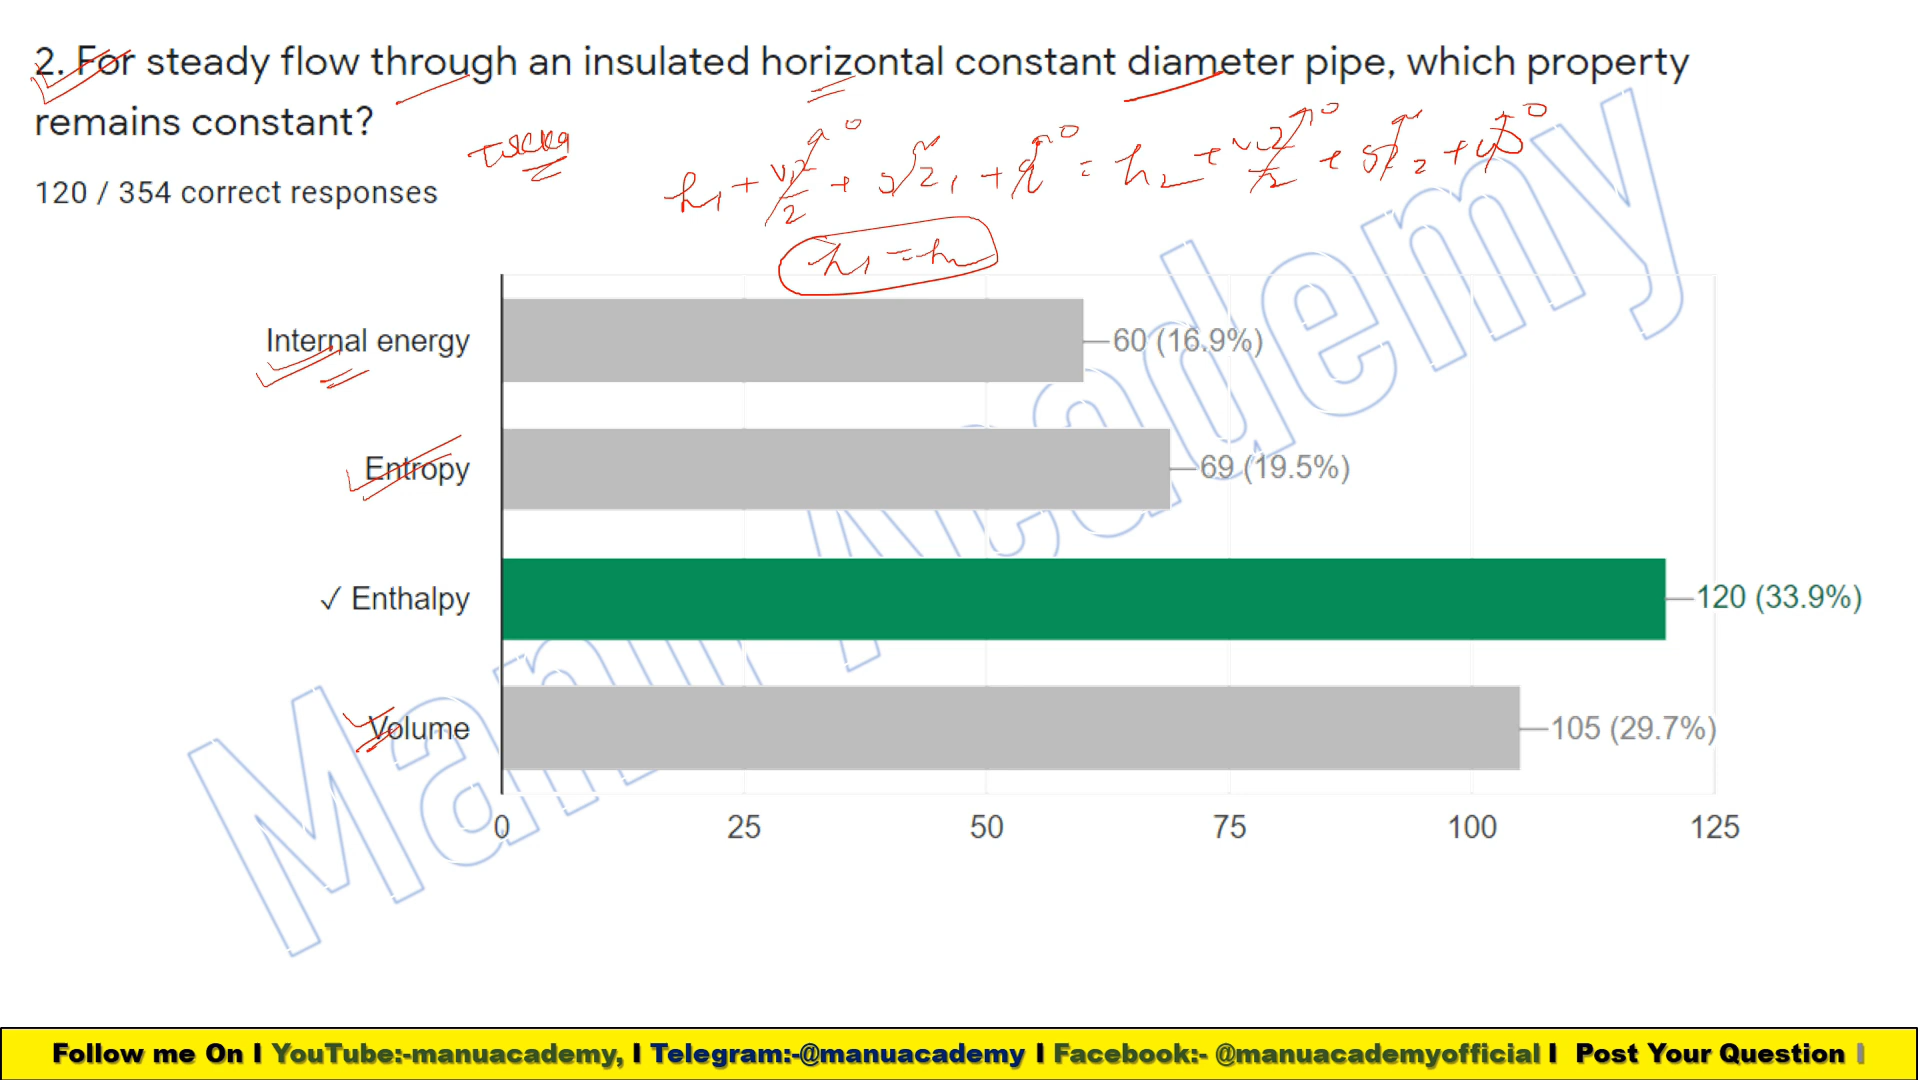 2. For steady flow through an insulated horizontal constant diameter pipe, which property
remains constant?
120 / 354 correct responses
h₁ + v₁²/2 + gz₁ + q = h₂ + v₂²/2 + gz₂ + w
h₁ = h₂
Internal energy 60 (16.9%)
Entropy 69 (19.5%)
✓ Enthalpy 120 (33.9%)
Volume 105 (29.7%)
0 25 50 75 100 125
Manu Academy
Follow me On I YouTube:-manuacademy, I Telegram:-@manuacademy I Facebook:- @manuacademyofficial I Post Your Question I